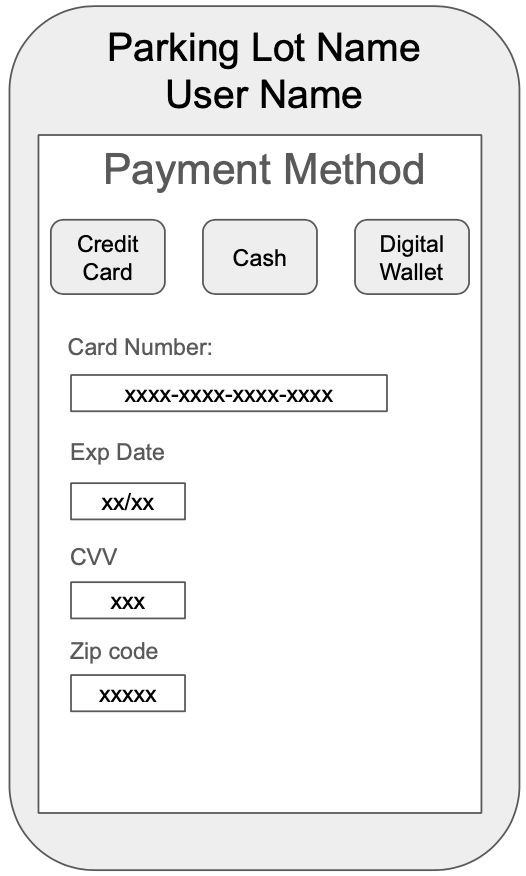 Parking Lot Name
User Name
Payment Method
Credit
Card
Cash
Digital
Wallet
Card Number:
xxxx-xxxx-xxxx-xxxx
Exp Date
xx/xx
CVV
xxx
Zip code
xxxxx